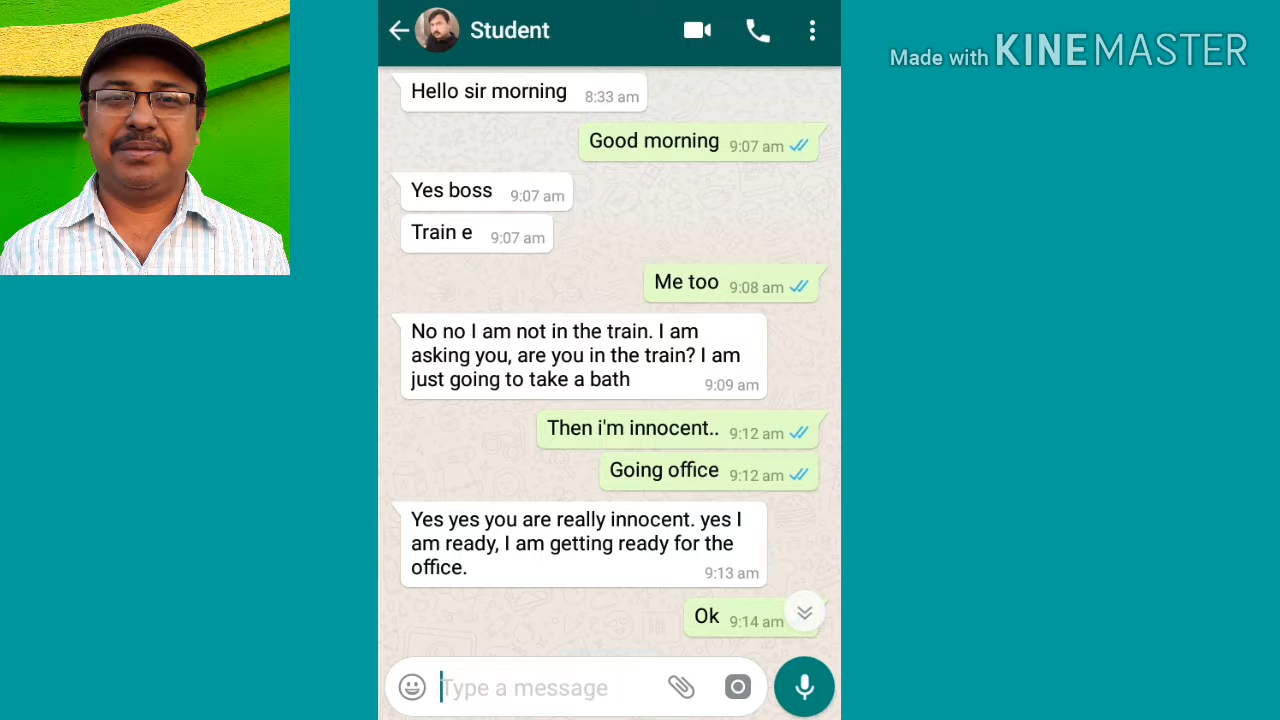 Student
Made with KINEMASTER
Hello sir morning 8:33 am
Good morning 9:07 am
Yes boss 9:07 am
Train e 9:07 am
Me too 9:08 am
No no I am not in the train. I am
asking you, are you in the train? I am
just going to take a bath 9:09 am
Then i'm innocent.. 9:12 am
Going office 9:12 am
Yes yes you are really innocent. yes I
am ready, I am getting ready for the
office. 9:13 am
Ok 9:14 am
Type a message